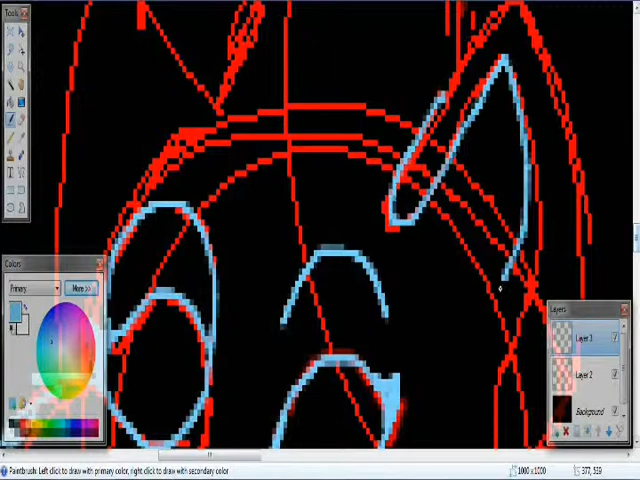 Tools
Colors
Primary
More >>
Layers
Layer 3
Layer 2
Background
Paintbrush: Left click to draw with primary color, right click to draw with secondary color
1000 x 1000
377, 559